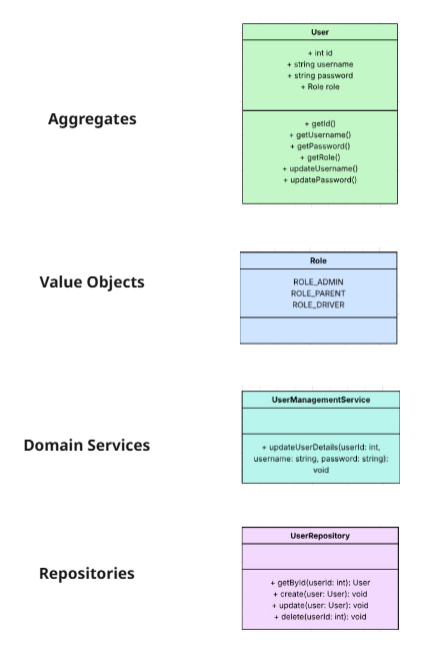 Aggregates
User
+ int id
+ string username
+ string password
+ Role role
+ getId()
+ getUsername()
+ getPassword()
+ getRole()
+ updateUsername()
+ updatePassword()
Value Objects
Role
ROLE_ADMIN
ROLE_PARENT
ROLE_DRIVER
Domain Services
UserManagementService
+ updateUserDetails(userId: int,
username: string, password: string):
void
Repositories
UserRepository
+ getById(userId: int): User
+ create(user: User): void
+ update(user: User): void
+ delete(userId: int): void